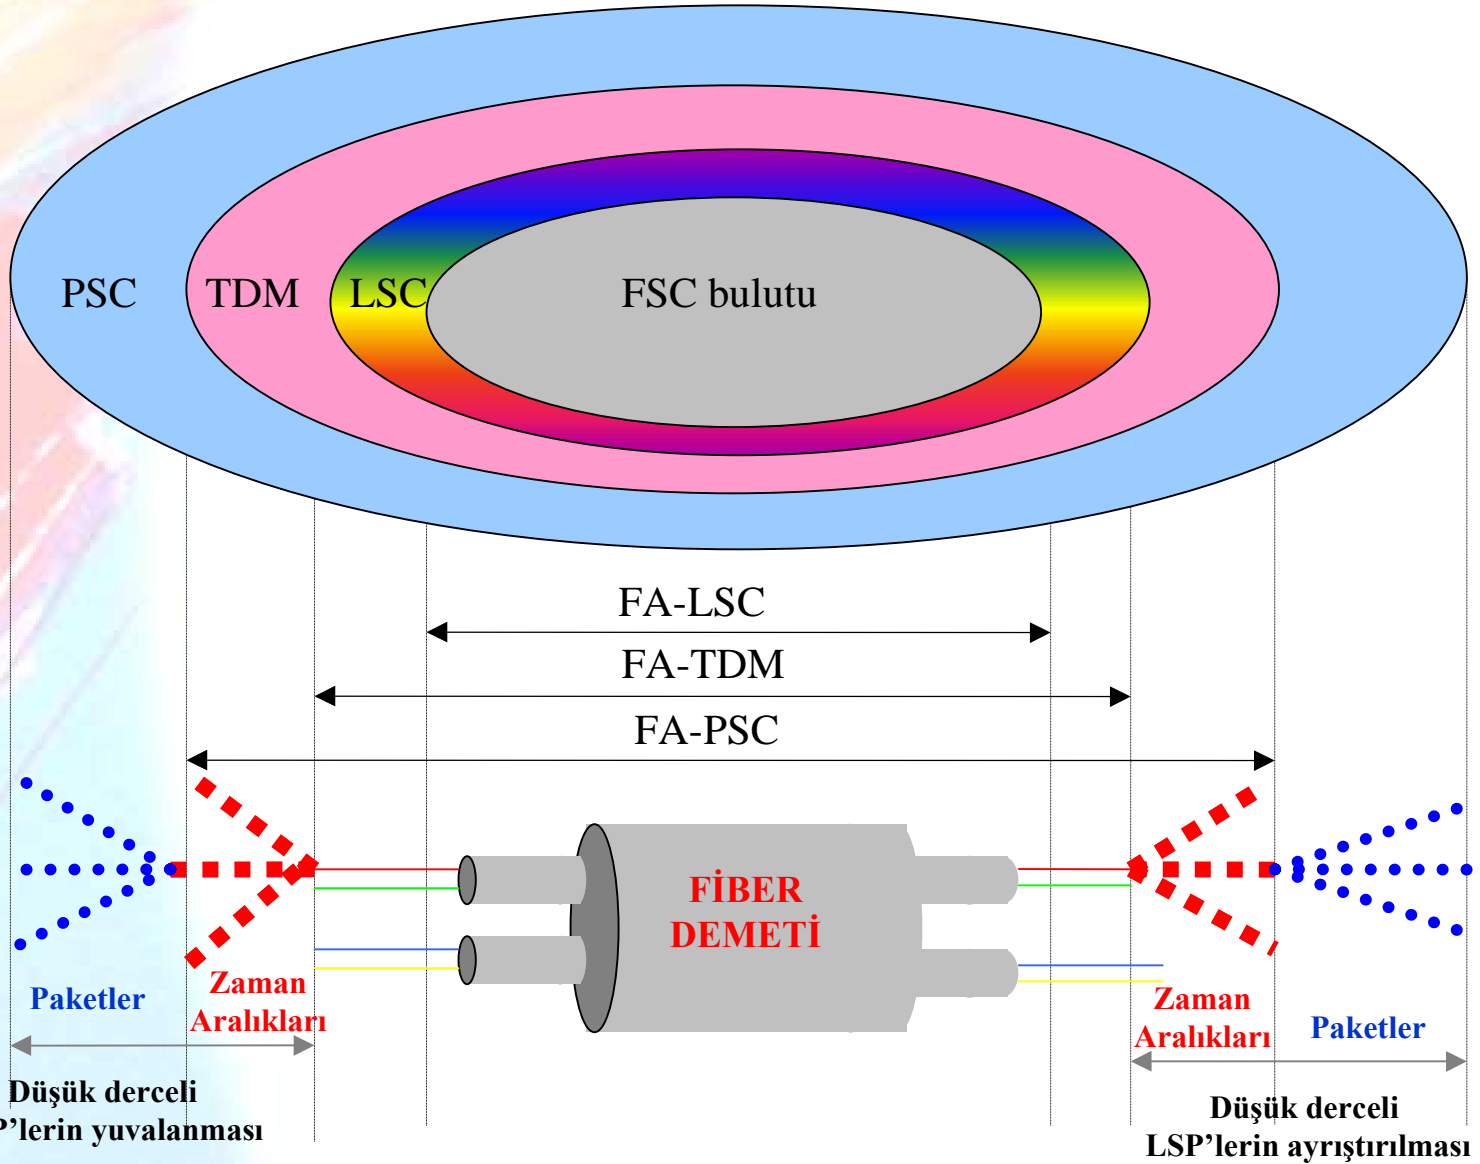 PSC
TDM
LSC
FSC bulutu
FA-LSC
FA-TDM
FA-PSC
FİBER
DEMETİ
Paketler
Zaman
Aralıkları
Zaman
Aralıkları
Paketler
Düşük derceli
P’lerin yuvalanması
Düşük derceli
LSP’lerin ayrıştırılması